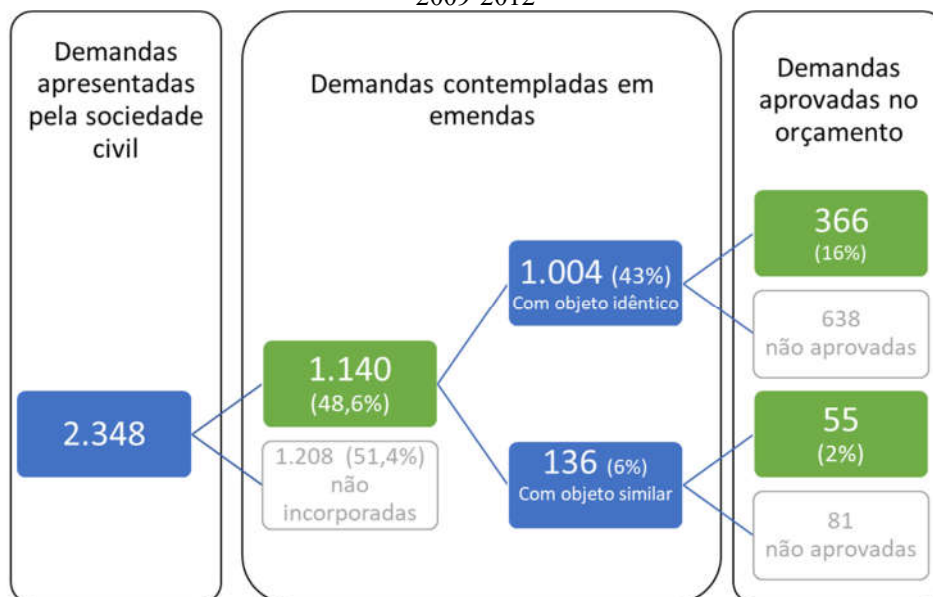 2009-2012
Demandas
apresentadas
pela sociedade
civil
Demandas contempladas em
emendas
Demandas
aprovadas no
orçamento
2.348
1.140
(48,6%)
1.208 (51,4%)
não
incorporadas
1.004 (43%)
Com objeto idêntico
136 (6%)
Com objeto similar
366
(16%)
638
não aprovadas
55
(2%)
81
não aprovadas